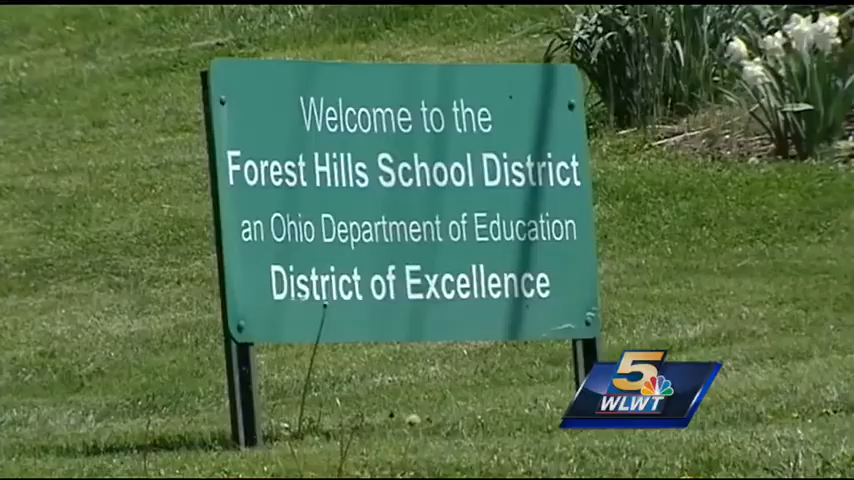 Welcome to the
Forest Hills School District
an Ohio Department of Education
District of Excellence
5
WLWT